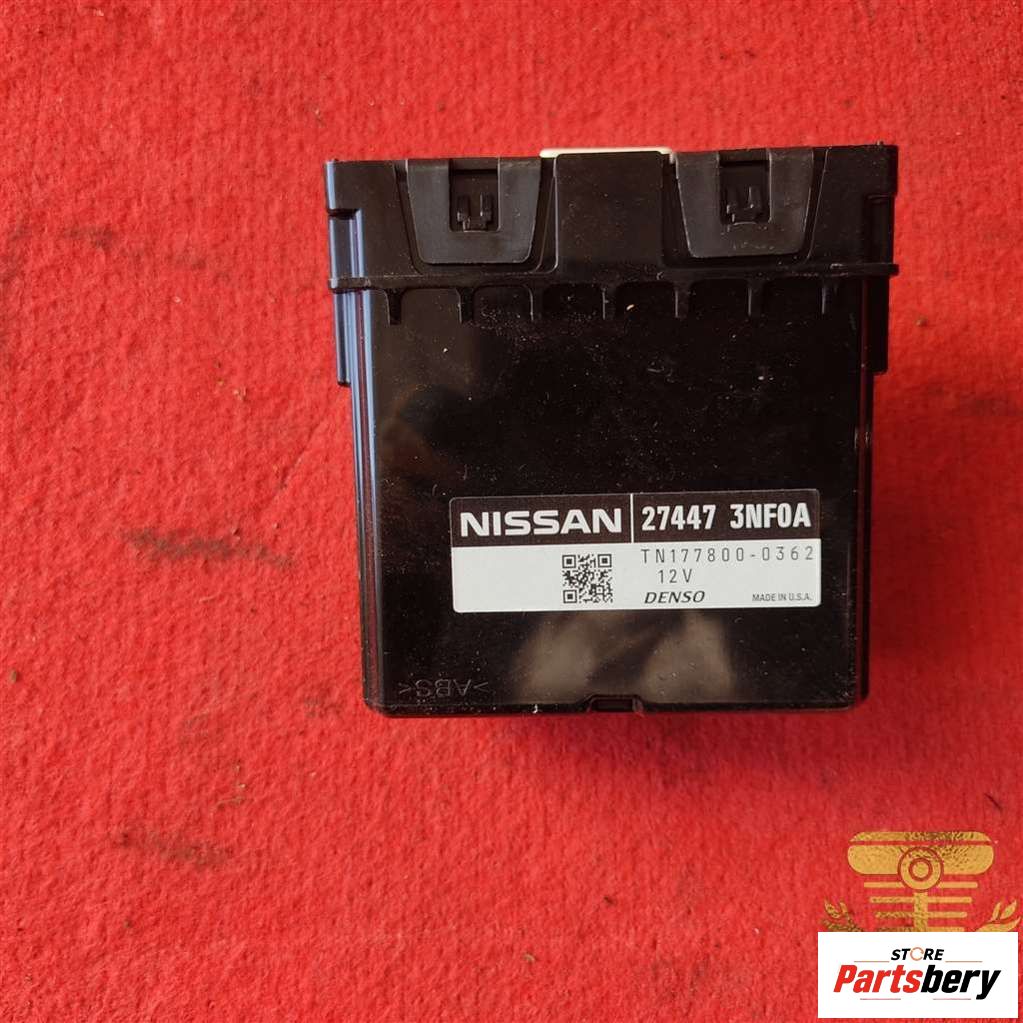 NISSAN 27447 3NF0A
TN177800-0362
12V
DENSO MADE IN U.S.A.
>ABS<
STORE
Partsbery